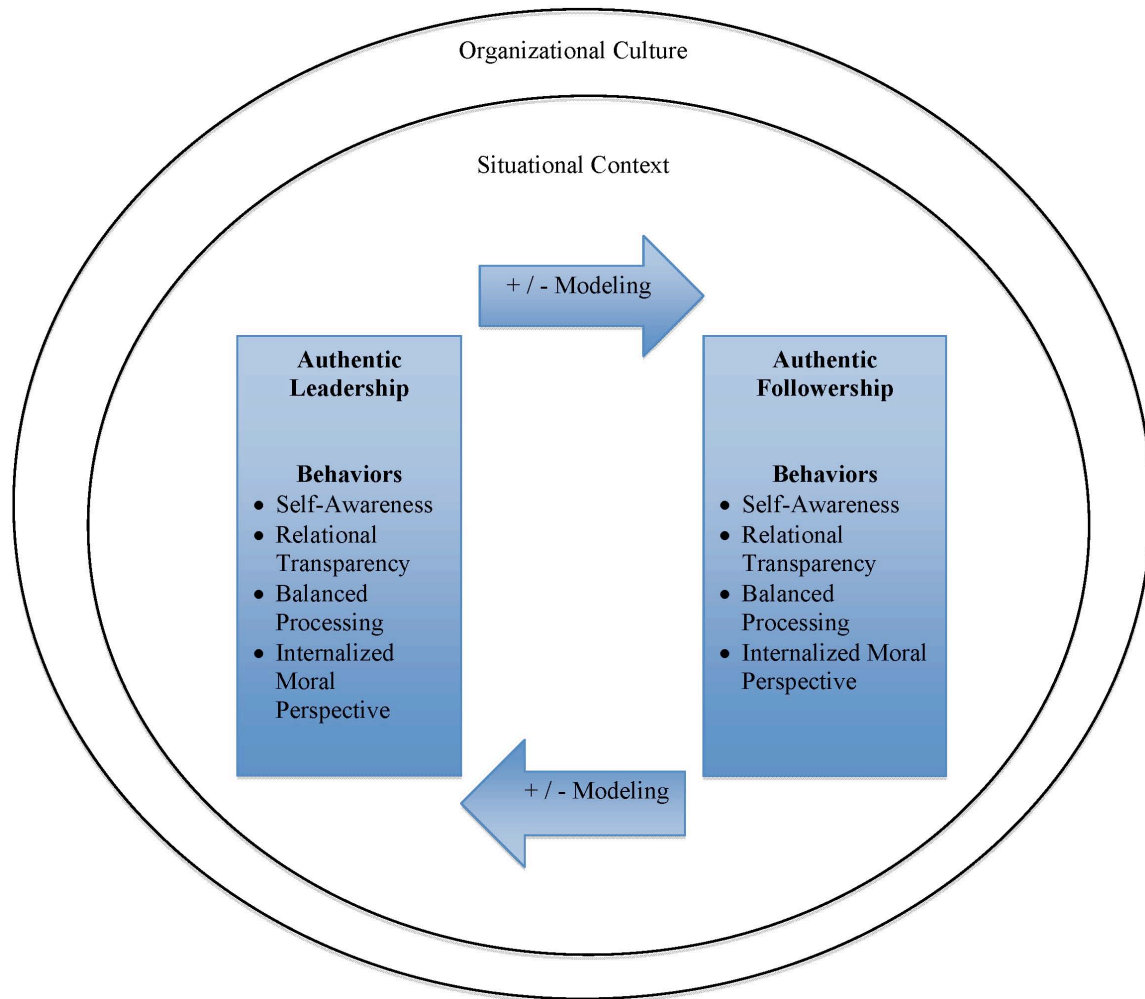 Organizational Culture
Situational Context
+ / - Modeling
Authentic
Leadership
Behaviors
• Self-Awareness
• Relational
Transparency
• Balanced
Processing
• Internalized
Moral
Perspective
Authentic
Followership
Behaviors
• Self-Awareness
• Relational
Transparency
• Balanced
Processing
• Internalized Moral
Perspective
+ / - Modeling